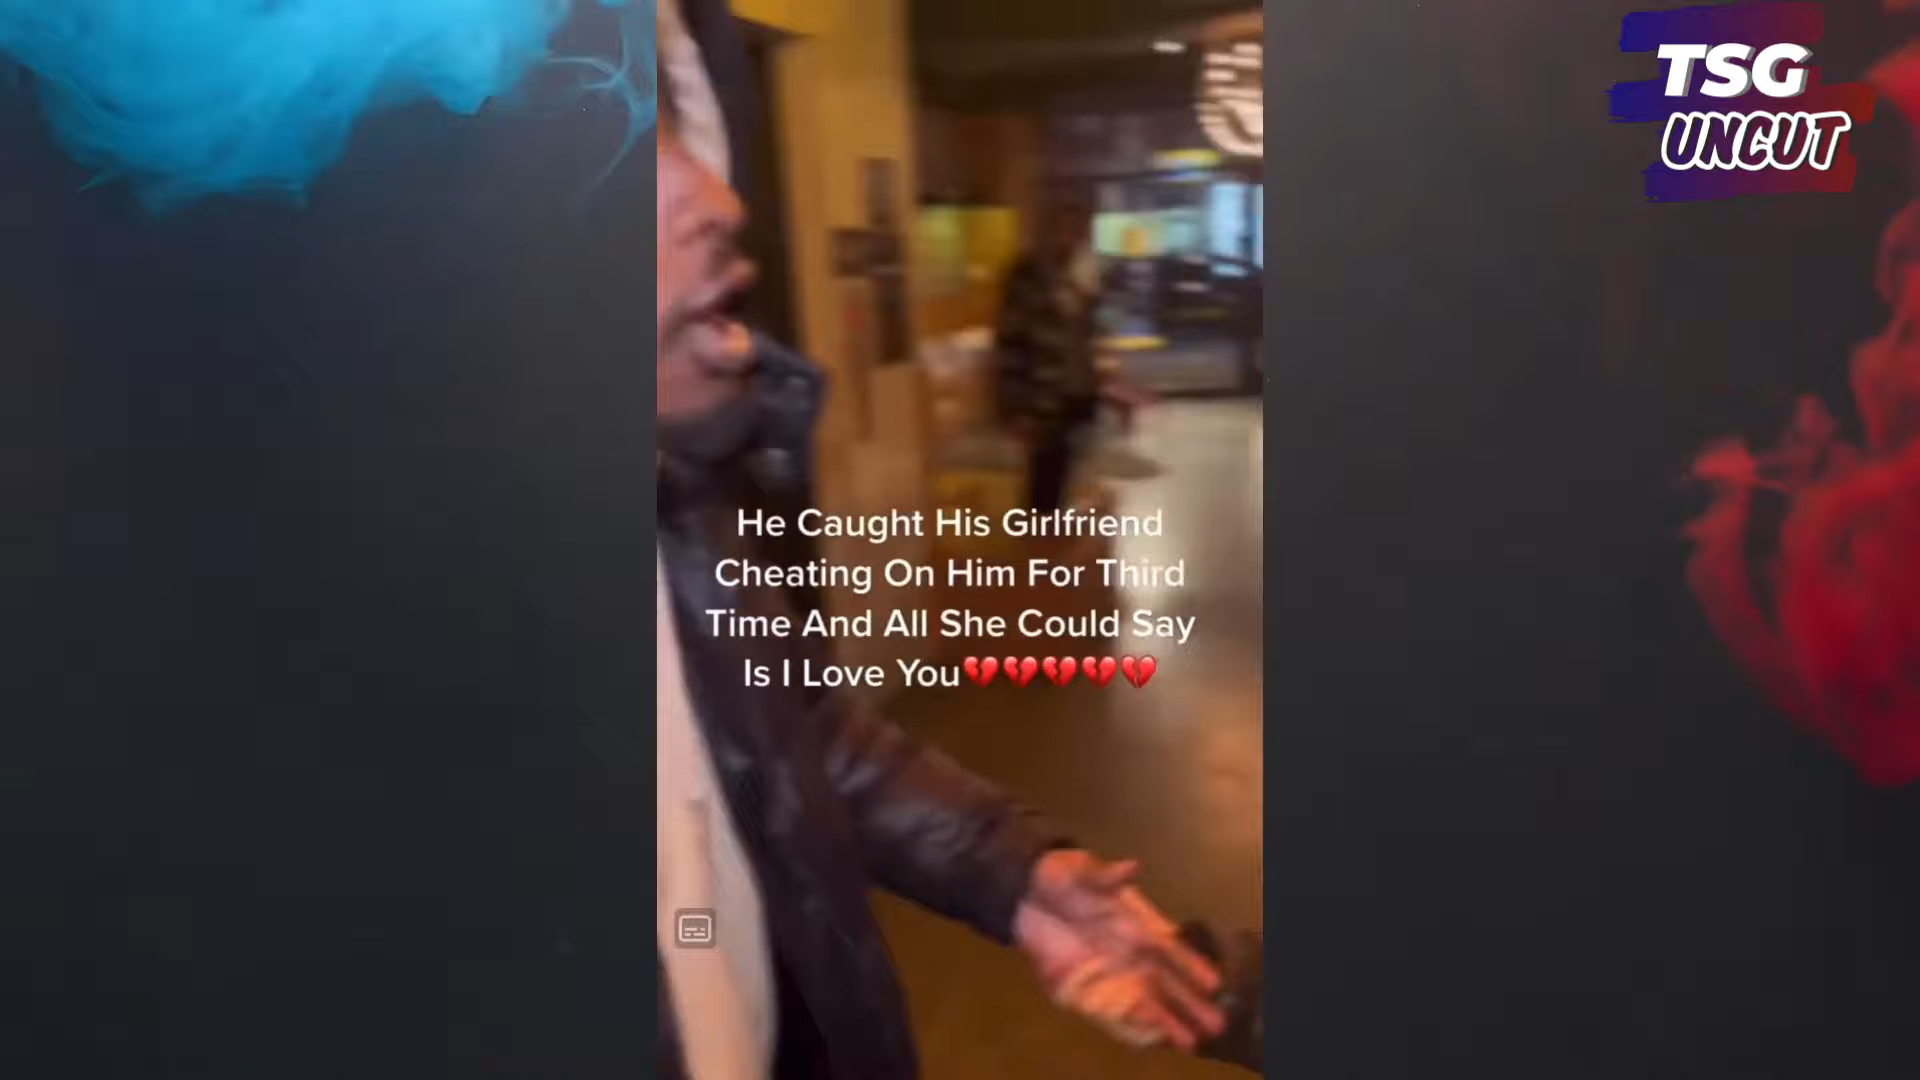 TSG
UNCUT
He Caught His Girlfriend
Cheating On Him For Third
Time And All She Could Say
Is I Love You💔💔💔💔💔